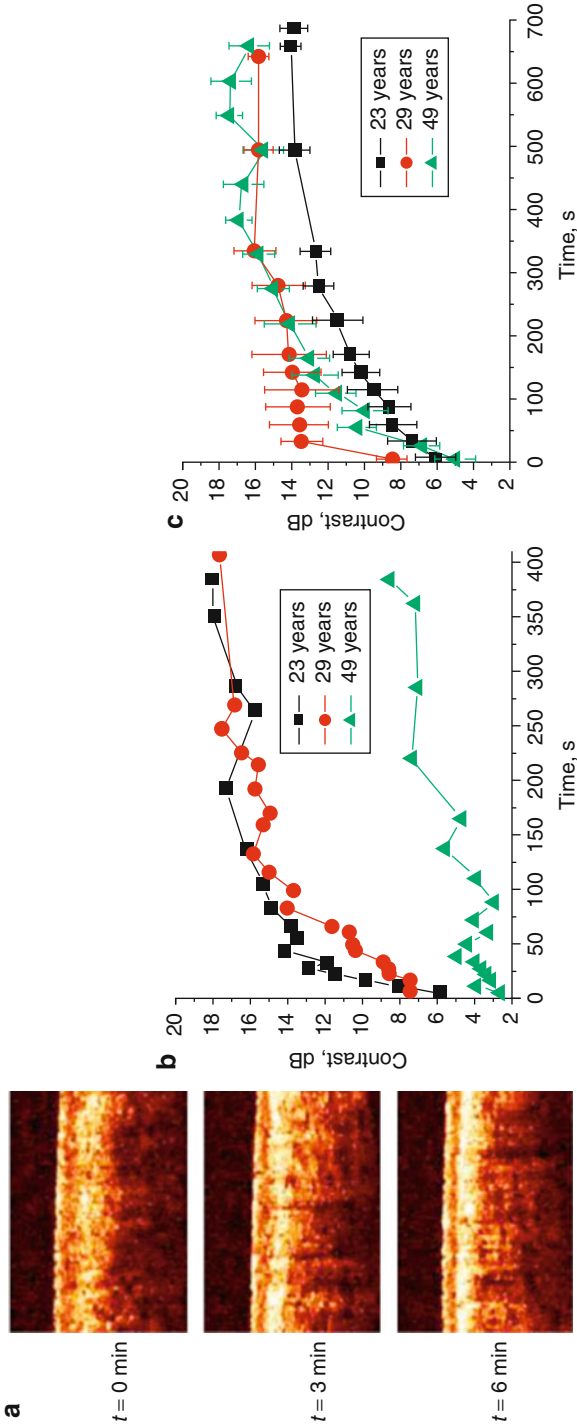 a
t = 0 min
t = 3 min
t = 6 min
b
Contrast, dB
20
18
16
14
12
10
8
6
4
2
0
50
100
150
200
250
300
350
400
Time, s
23 years
29 years
49 years
c
Contrast, dB
20
18
16
14
12
10
8
6
4
2
0
100
200
300
400
500
600
700
Time, s
23 years
29 years
49 years